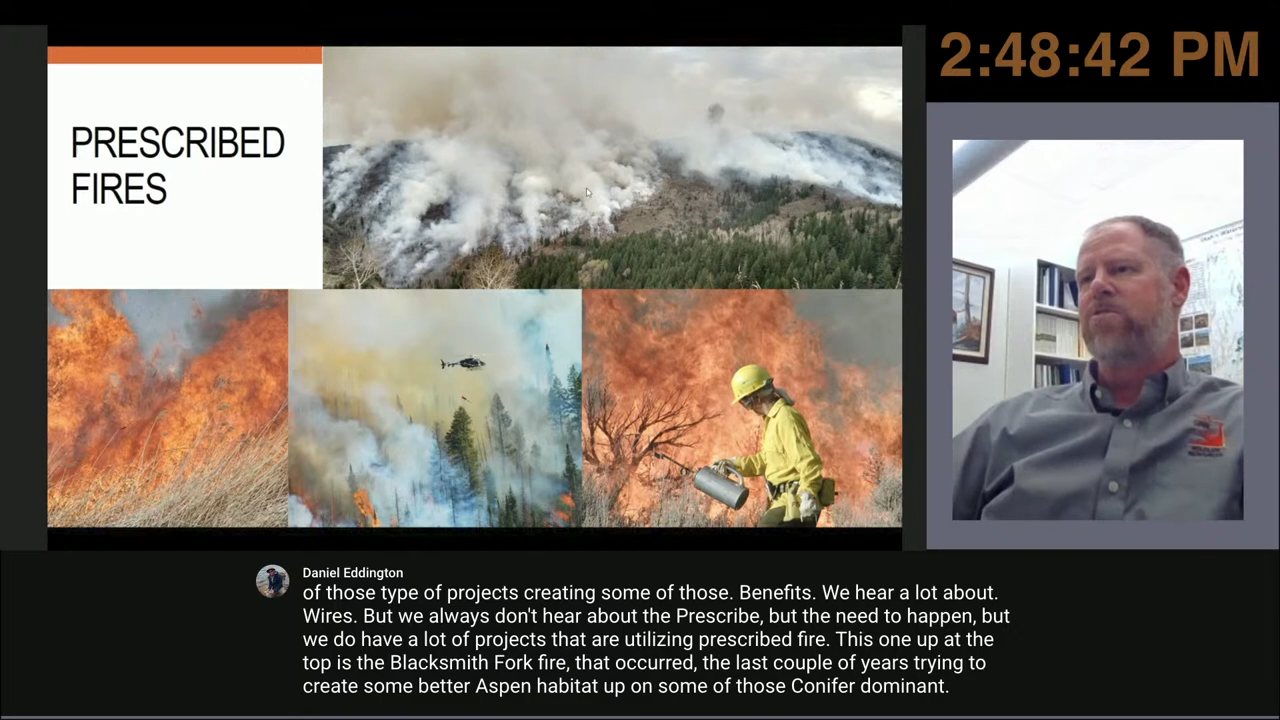 2:48:42 PM
PRESCRIBED
FIRES
Daniel Eddington
of those type of projects creating some of those. Benefits. We hear a lot about.
Wires. But we always don't hear about the Prescribe, but the need to happen, but
we do have a lot of projects that are utilizing prescribed fire. This one up at the
top is the Blacksmith Fork fire, that occurred, the last couple of years trying to
create some better Aspen habitat up on some of those Conifer dominant.